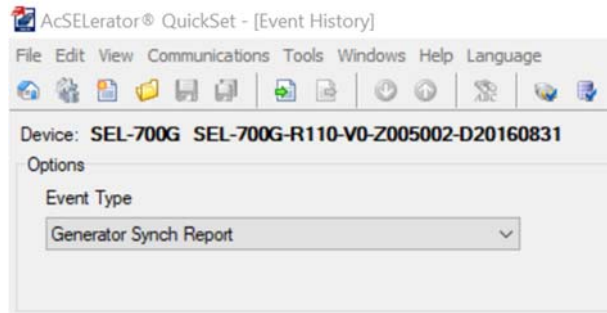 AcSELerator® QuickSet - [Event History]
File Edit View Communications Tools Windows Help Language
Device: SEL-700G SEL-700G-R110-V0-Z005002-D20160831
Options
Event Type
Generator Synch Report